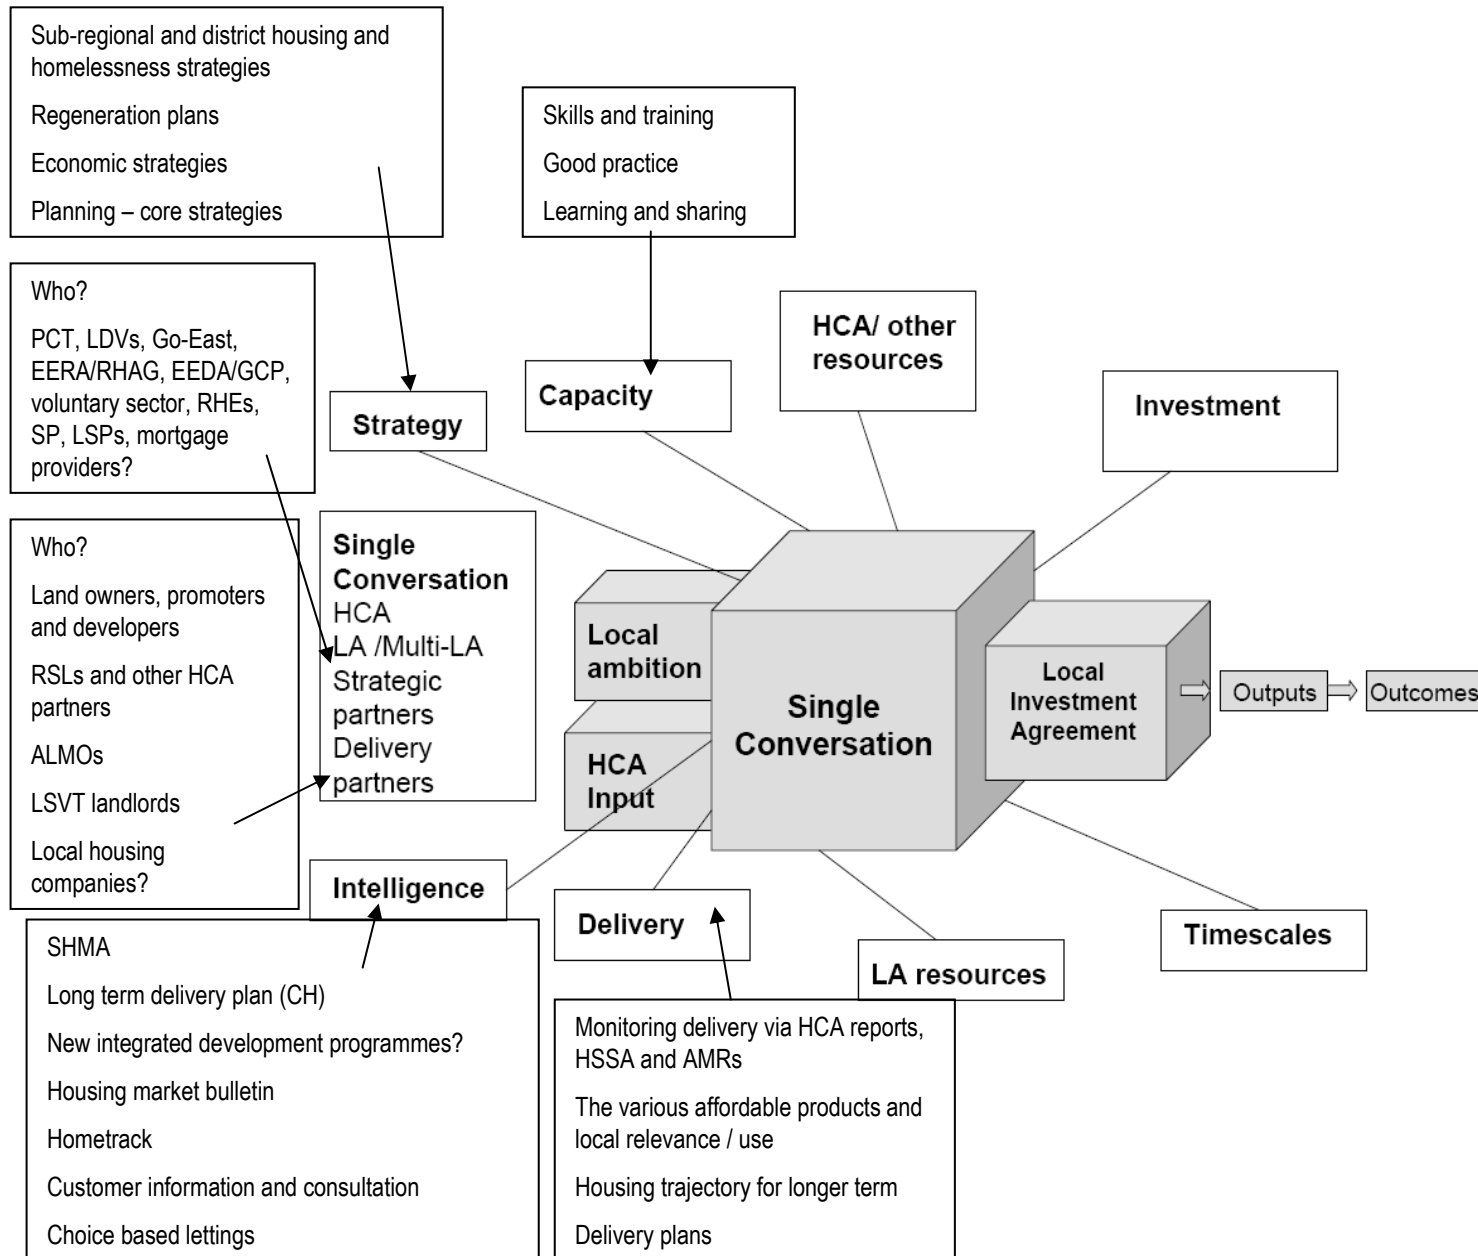 Sub-regional and district housing and
homelessness strategies
Regeneration plans
Economic strategies
Planning – core strategies
Skills and training
Good practice
Learning and sharing
Who?
PCT, LDVs, Go-East,
EERA/RHAG, EEDA/GCP,
voluntary sector, RHEs,
SP, LSPs, mortgage
providers?
HCA/ other
resources
Capacity
Investment
Strategy
Who?
Land owners, promoters
and developers
RSLs and other HCA
partners
ALMOs
LSVT landlords
Local housing
companies?
Single
Conversation
HCA
LA /Multi-LA
Strategic
partners
Delivery
partners
Local
ambition
HCA
Input
Single
Conversation
Local
Investment
Agreement
Outputs
Outcomes
Intelligence
Delivery
LA resources
Timescales
SHMA
Long term delivery plan (CH)
New integrated development programmes?
Housing market bulletin
Hometrack
Customer information and consultation
Choice based lettings
Monitoring delivery via HCA reports,
HSSA and AMRs
The various affordable products and
local relevance / use
Housing trajectory for longer term
Delivery plans